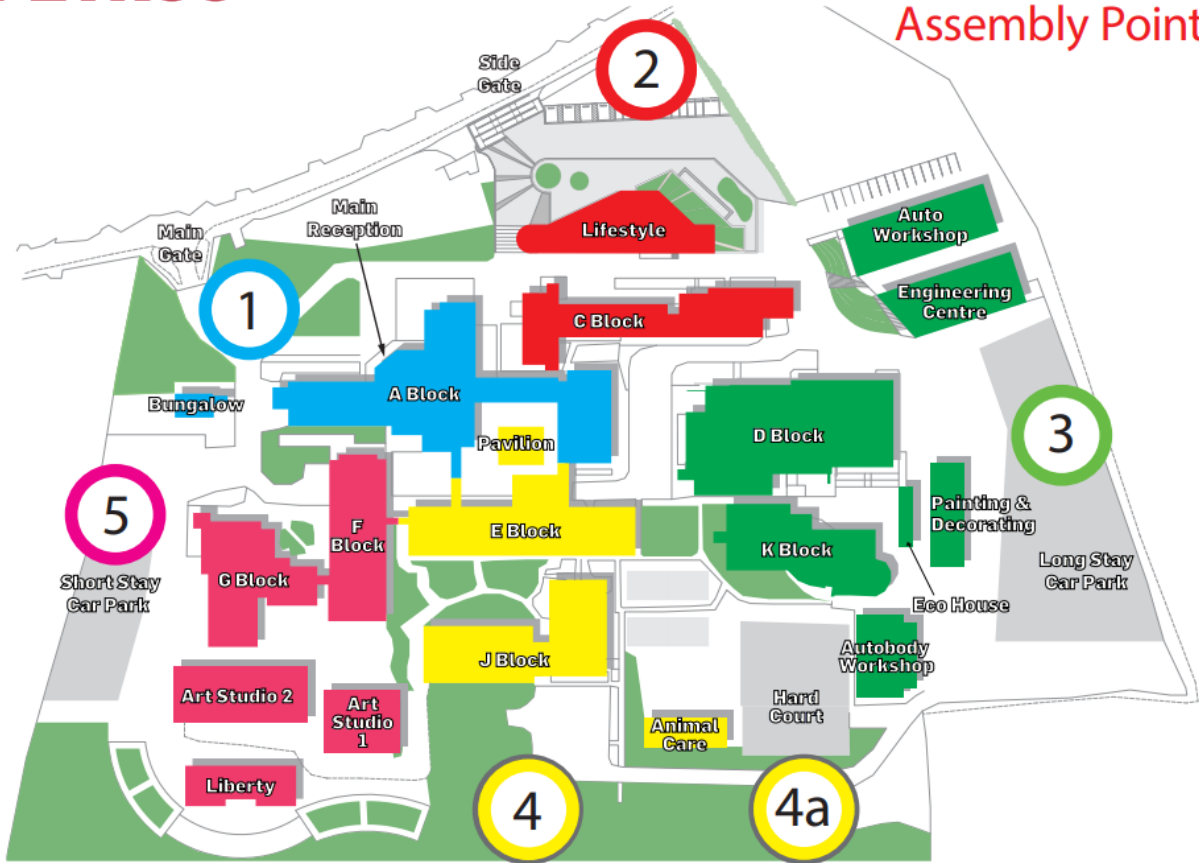 Assembly Point
Side
Gate
2
Main
Reception
Main
Gate
Lifestyle
Auto
Workshop
1
C Block
Engineering
Centre
Bungalow
A Block
Pavilion
D Block
3
5
F
Block
E Block
Painting &
Decorating
K Block
G Block
Short Stay
Car Park
Long Stay
Car Park
Eco House
J Block
Autobody
Workshop
Art Studio 2
Art
Studio
1
Hard
Court
Animal
Care
Liberty
4
4a